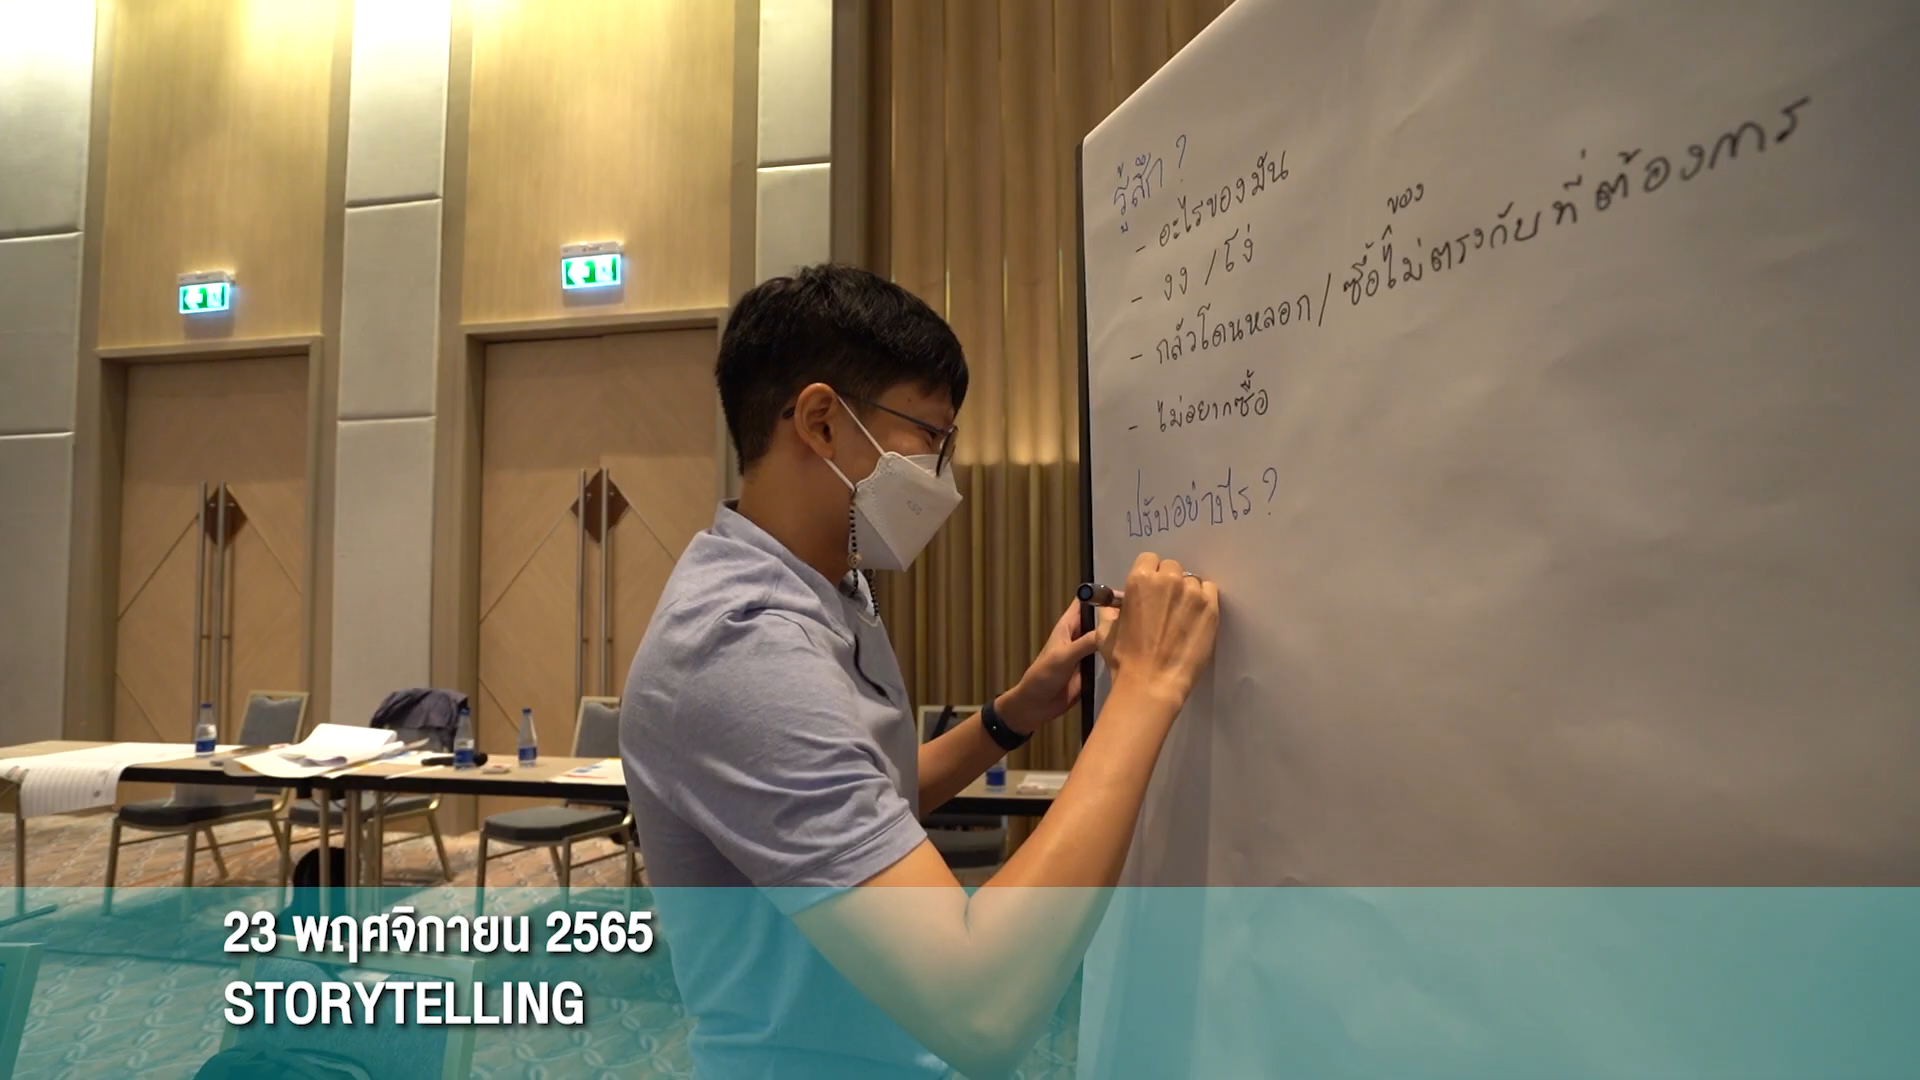 รู้สึก ?
- อะไรของมัน
- งง / โง่
- กลัวโดนหลอก / ซื้อของไม่ตรงกับที่ต้องการ
- ไม่อยากซื้อ
ปรับอย่างไร ?
23 พฤศจิกายน 2565
STORYTELLING